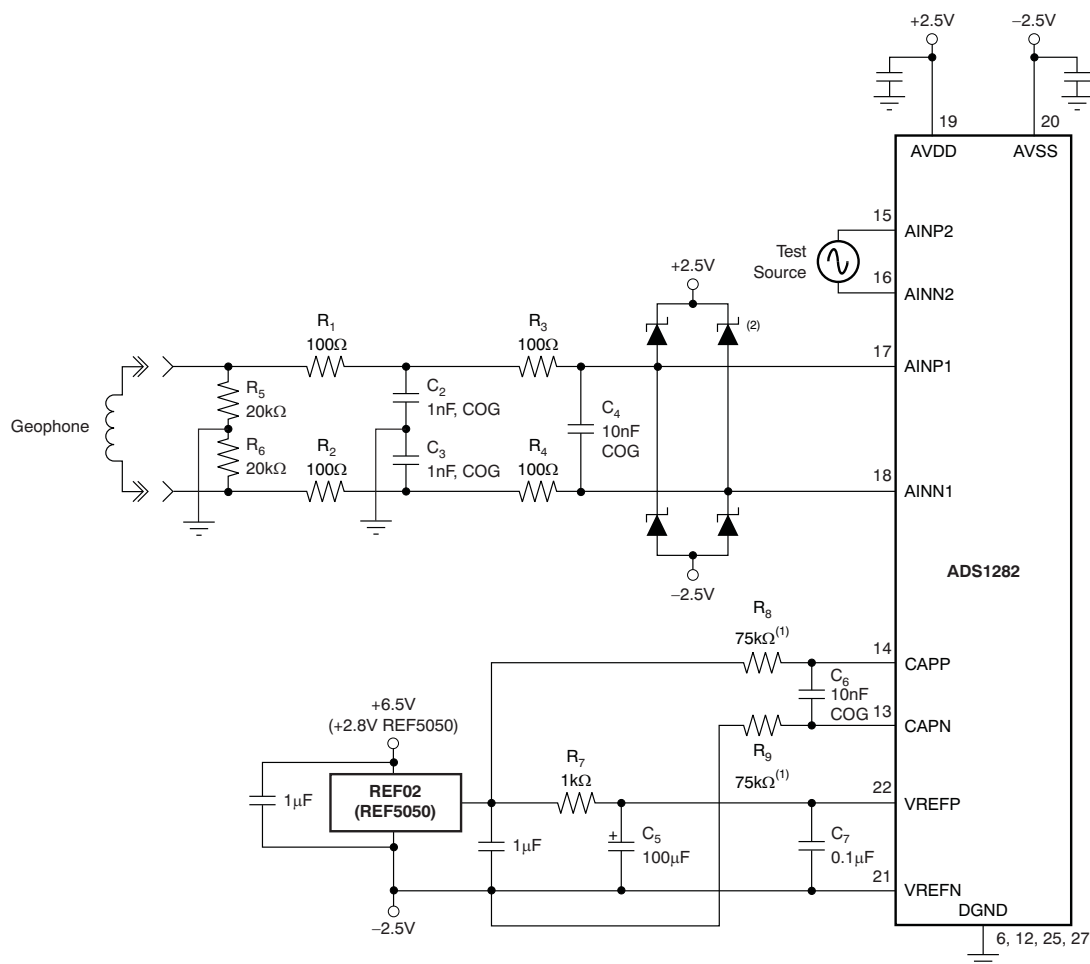 +2.5V
−2.5V
19
20
AVDD
AVSS
15
AINP2
Test
Source
16
AINN2
+2.5V
(2)
R1
100Ω
R3
100Ω
17
AINP1
R5
20kΩ
C2
1nF, COG
C4
10nF
COG
Geophone
R6
20kΩ
R2
100Ω
C3
1nF, COG
R4
100Ω
18
AINN1
−2.5V
ADS1282
R8
75kΩ(1)
14
CAPP
C6
10nF
COG
13
CAPN
R9
75kΩ(1)
+6.5V
(+2.8V REF5050)
R7
1kΩ
REF02
(REF5050)
1μF
22
VREFP
1μF
+
C5
100μF
C7
0.1μF
21
VREFN
−2.5V
DGND
6, 12, 25, 27